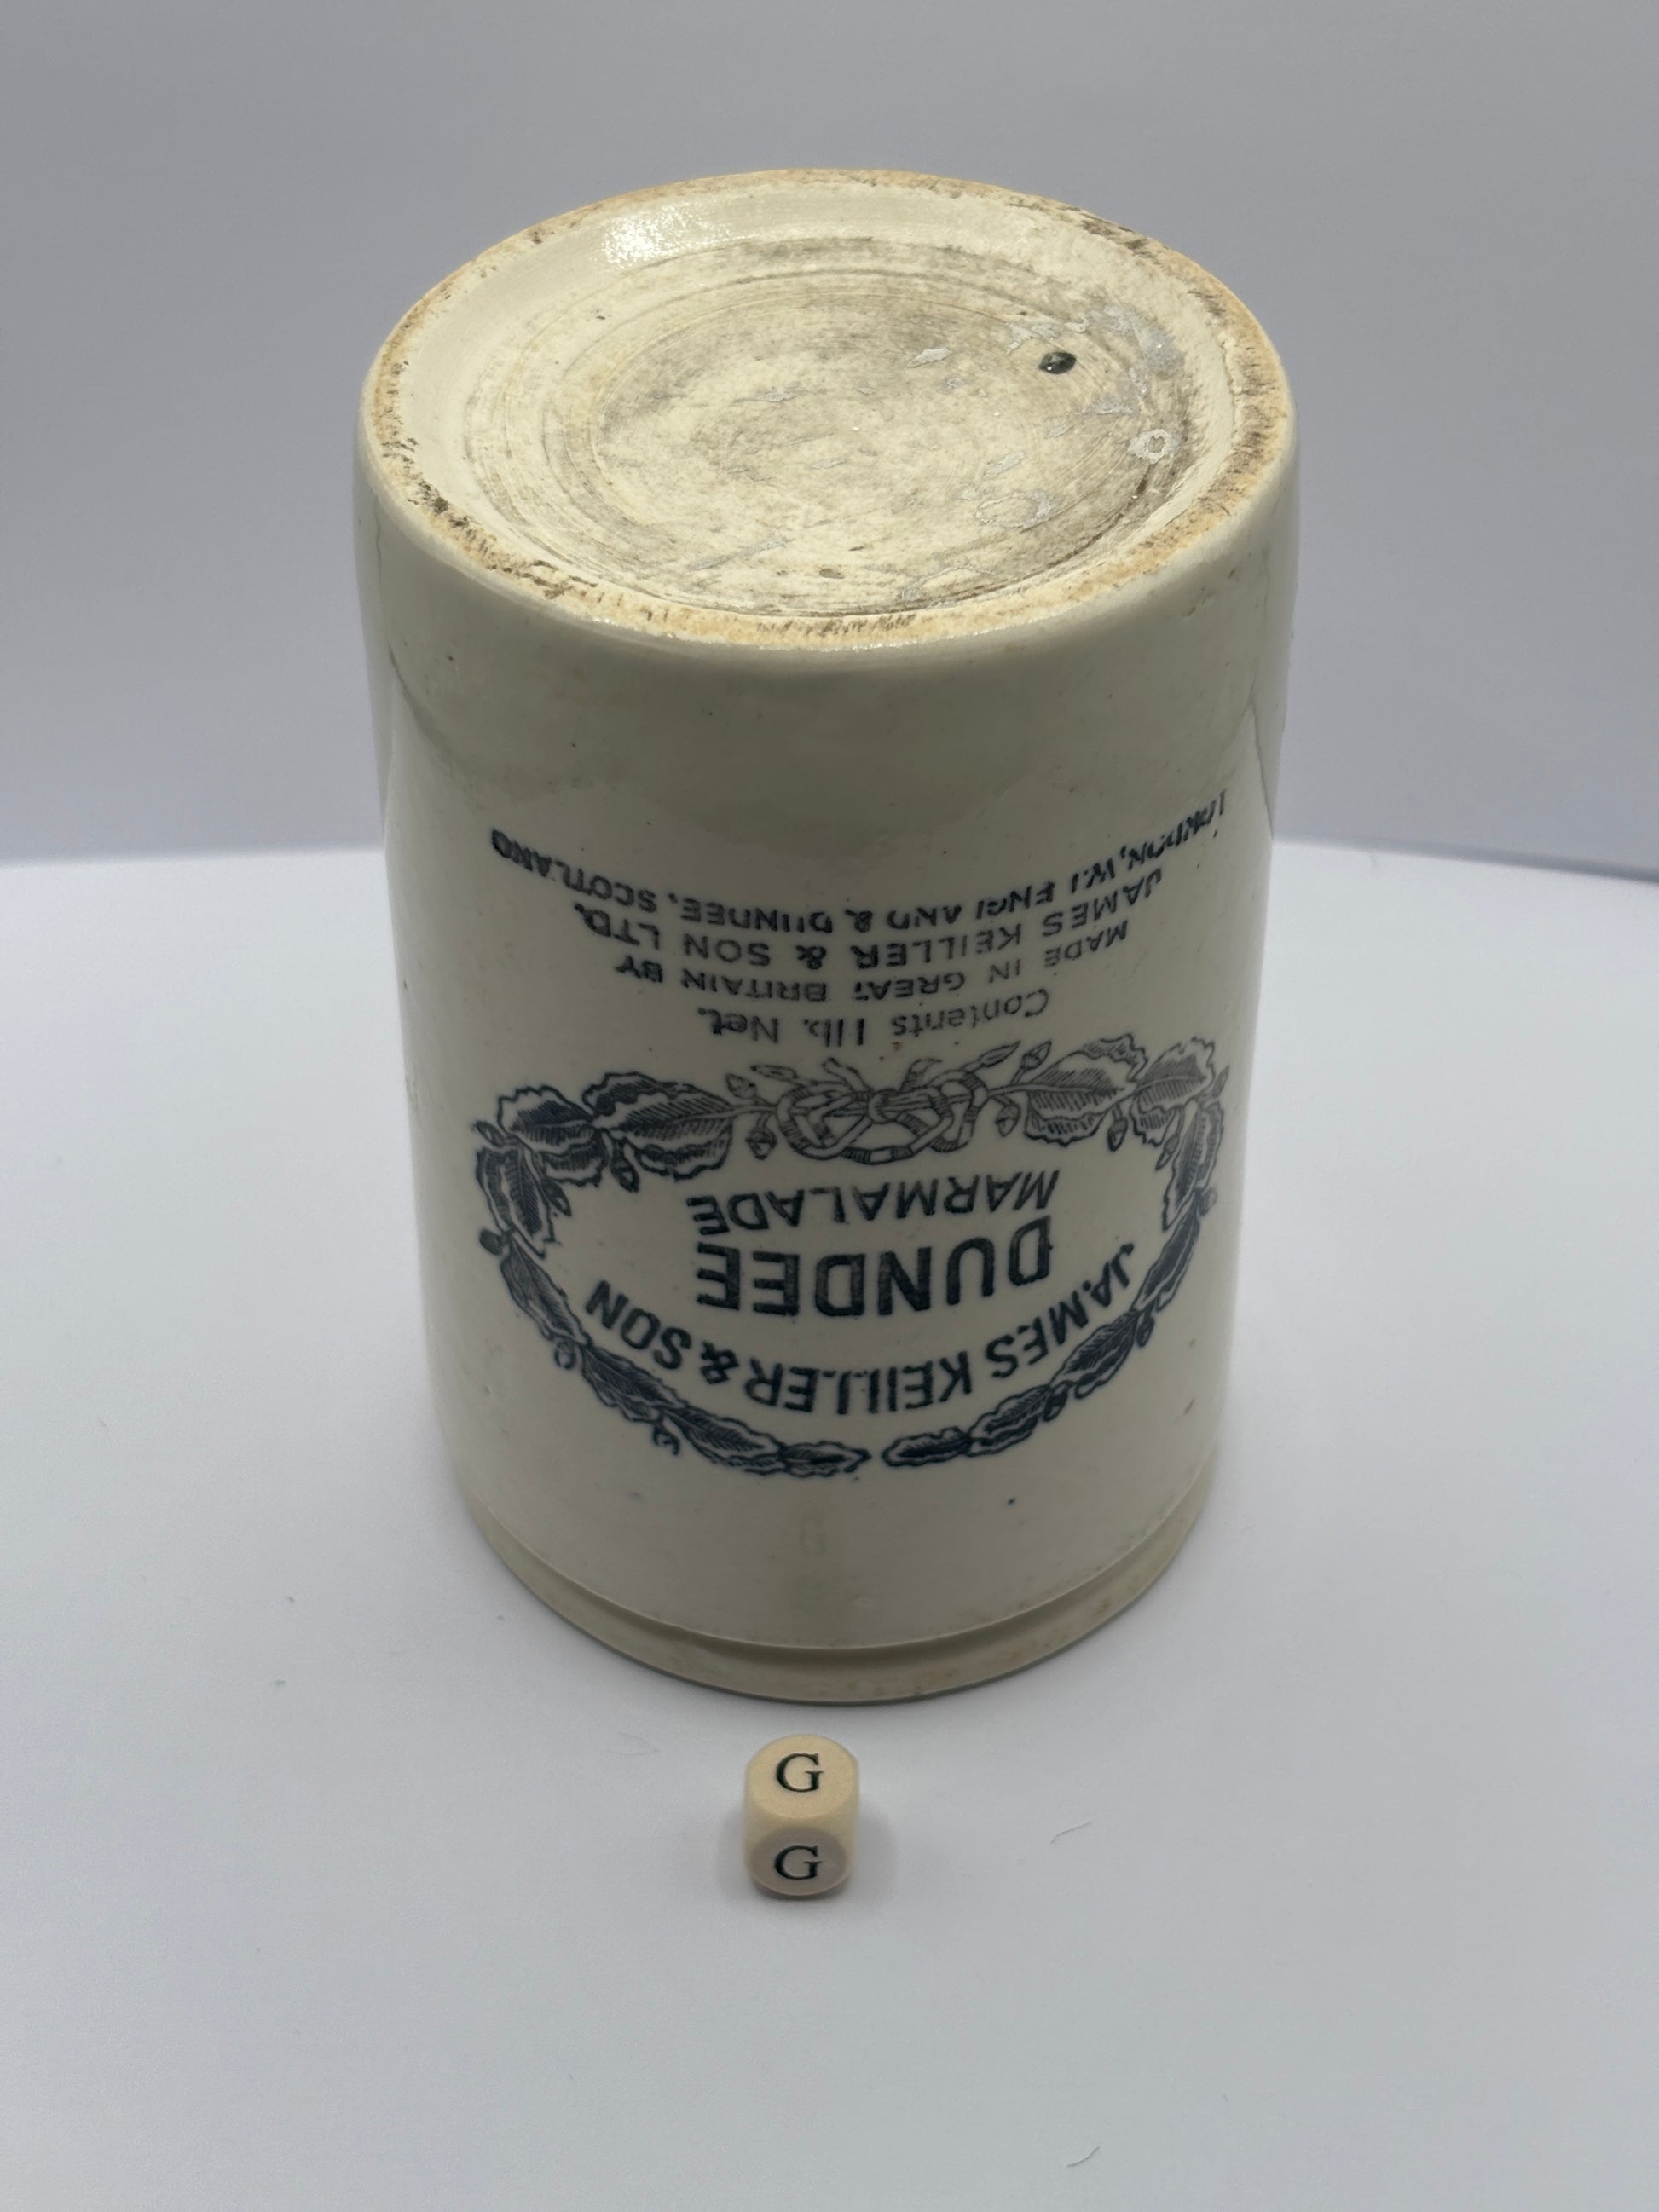 JAMES KEILLER & SON
DUNDEE
MARMALADE
Contents 1lb. Net.
MADE IN GREAT BRITAIN BY
JAMES KEILLER & SON LTD.
LONDON, W.1 ENGLAND & DUNDEE, SCOTLAND
G
G